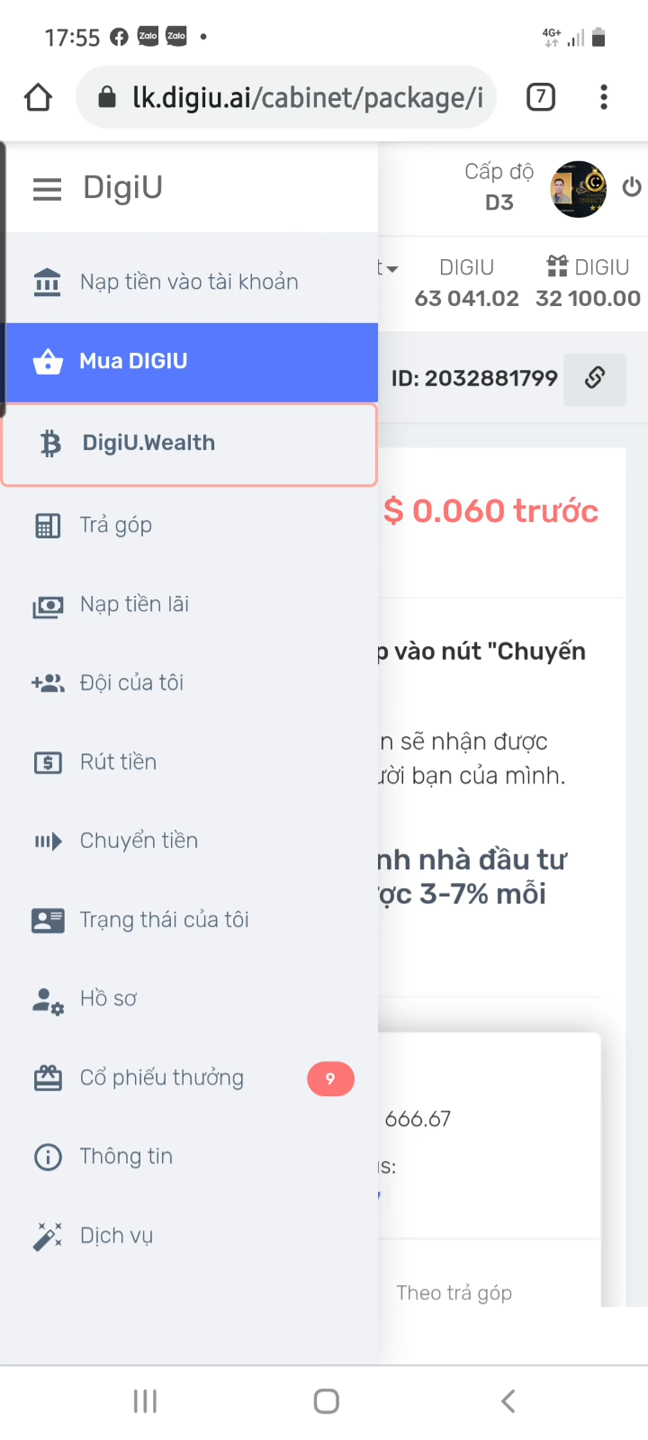 17:55
Zalo
Zalo
4G+
lk.digiu.ai/cabinet/package/i
7
DigiU
Cấp độ
D3
Nạp tiền vào tài khoản
DIGIU
DIGIU
63 041.02
32 100.00
Mua DIGIU
ID: 2032881799
DigiU.Wealth
$ 0.060 trước
Trả góp
Nạp tiền lãi
vào nút "Chuyến
Đội của tôi
n sẽ nhận được
Rút tiền
bạn của mình.
Chuyển tiền
nhà đầu tư
3-7% mỗi
Trạng thái của tôi
Hồ sơ
Cổ phiếu thưởng
9
666.67
Thông tin
Dịch vụ
Theo trả góp